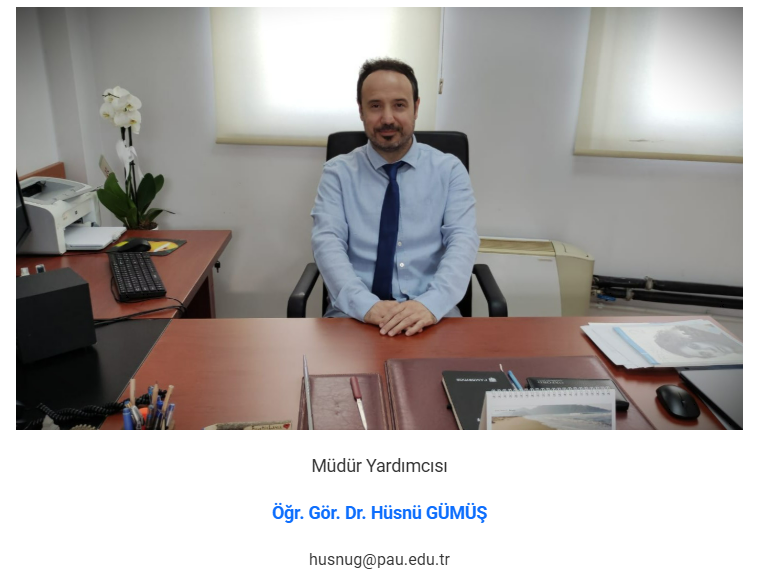 Müdür Yardımcısı
Öğr. Gör. Dr. Hüsnü GÜMÜŞ
husnug@pau.edu.tr